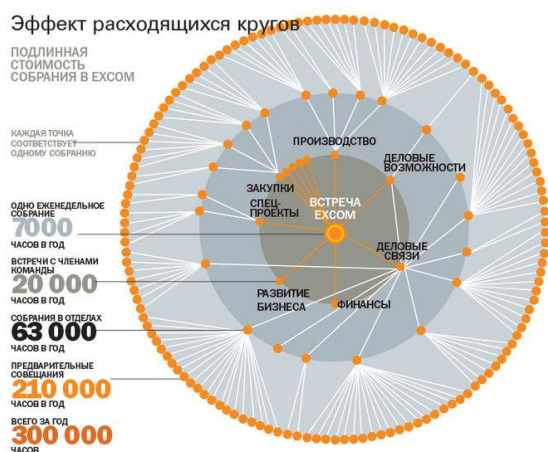 Эффект расходящихся кругов
ПОДЛИННАЯ
СТОИМОСТЬ
СОБРАНИЯ В EXCOM
КАЖДАЯ ТОЧКА
СООТВЕТСТВУЕТ
ОДНОМУ СОБРАНИЮ
ОДНО ЕЖЕНЕДЕЛЬНОЕ
СОБРАНИЕ
7000
ЧАСОВ В ГОД
ВСТРЕЧИ С ЧЛЕНАМИ
КОМАНДЫ
20 000
ЧАСОВ В ГОД
СОБРАНИЯ В ОТДЕЛАХ
63 000
ЧАСОВ В ГОД
ПРЕДВАРИТЕЛЬНЫЕ
СОВЕЩАНИЯ
210 000
ЧАСОВ В ГОД
ВСЕГО ЗА ГОД
300 000
ЧАСОВ
ПРОИЗВОДСТВО
ДЕЛОВЫЕ
ВОЗМОЖНОСТИ
ЗАКУПКИ
СПЕЦ-
ПРОЕКТЫ
ВСТРЕЧА
EXCOM
ДЕЛОВЫЕ
СВЯЗИ
РАЗВИТИЕ
БИЗНЕСА
ФИНАНСЫ